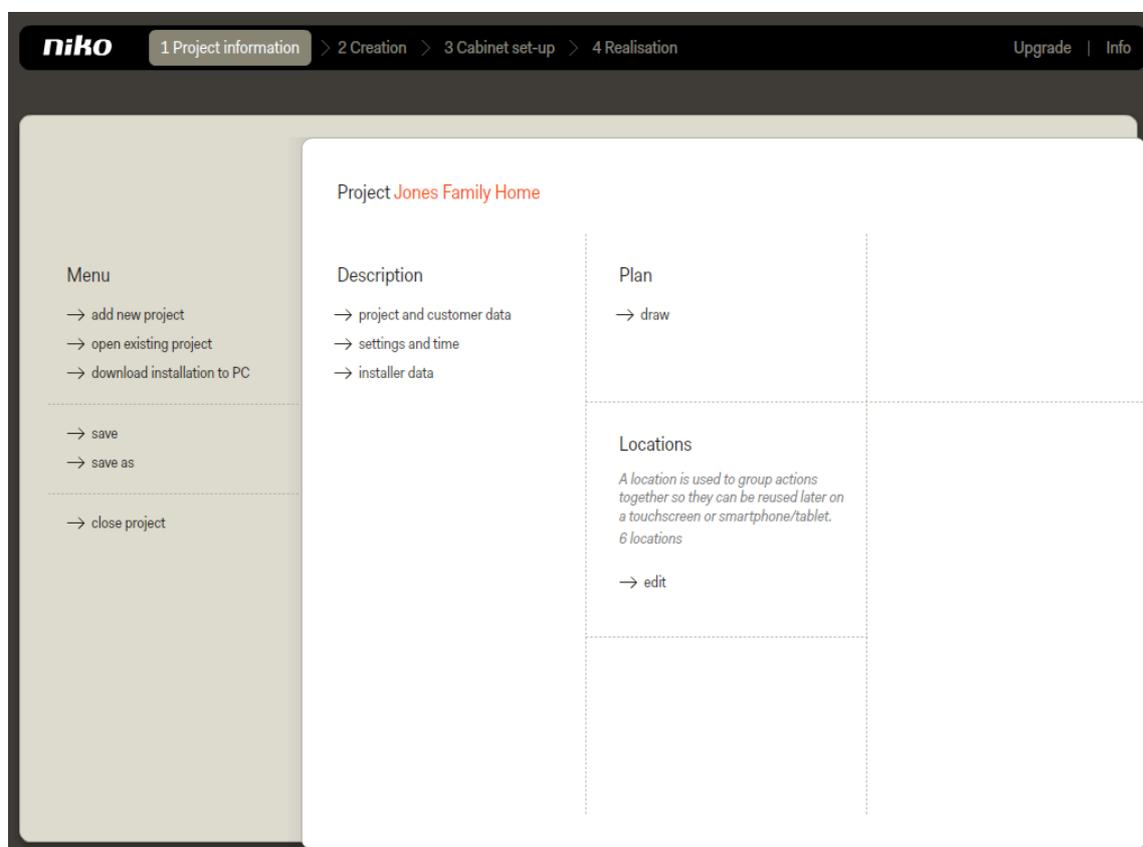 niko
1 Project information
2 Creation
3 Cabinet set-up
4 Realisation
Upgrade | Info
Project Jones Family Home
Menu
→ add new project
→ open existing project
→ download installation to PC
→ save
→ save as
→ close project
Description
→ project and customer data
→ settings and time
→ installer data
Plan
→ draw
Locations
A location is used to group actions
together so they can be reused later on
a touchscreen or smartphone/tablet.
6 locations
→ edit